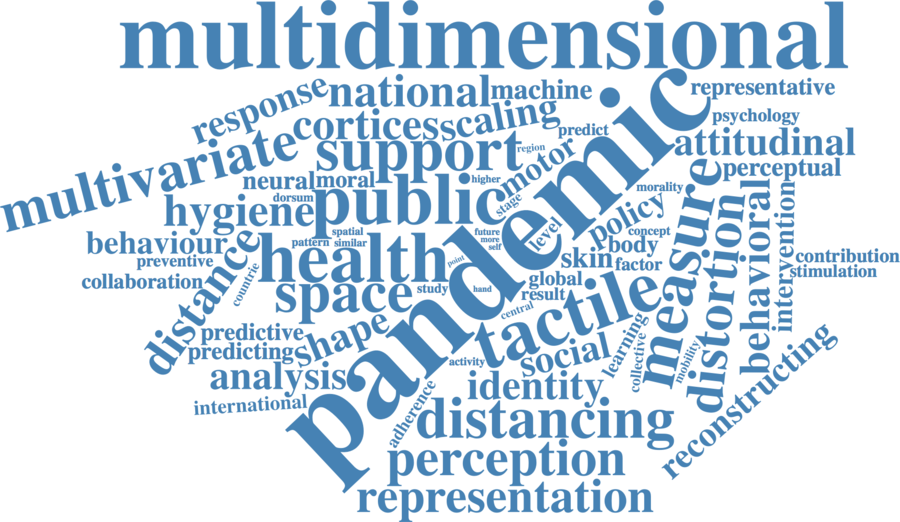 multidimensional
pandemic
response
national
machine
representative
psychology
cortices
scaling
predict
attitudinal
multivariate
support
region
motor
perceptual
neural
moral
higher
morality
dorsum
stage
hygiene
public
policy
measure
behavioral
intervention
distortion
spatial
future
more
self
level
concept
behaviour
pattern
similar
body
preventive
distance
health
point
skin
factor
contribution
collaboration
countrie
space
study
hand
global
result
stimulation
central
tactile
predictive
shape
predicting
social
learning
collective
mobility
analysis
activity
identity
reconstructing
international
adherence
distancing
perception
representation